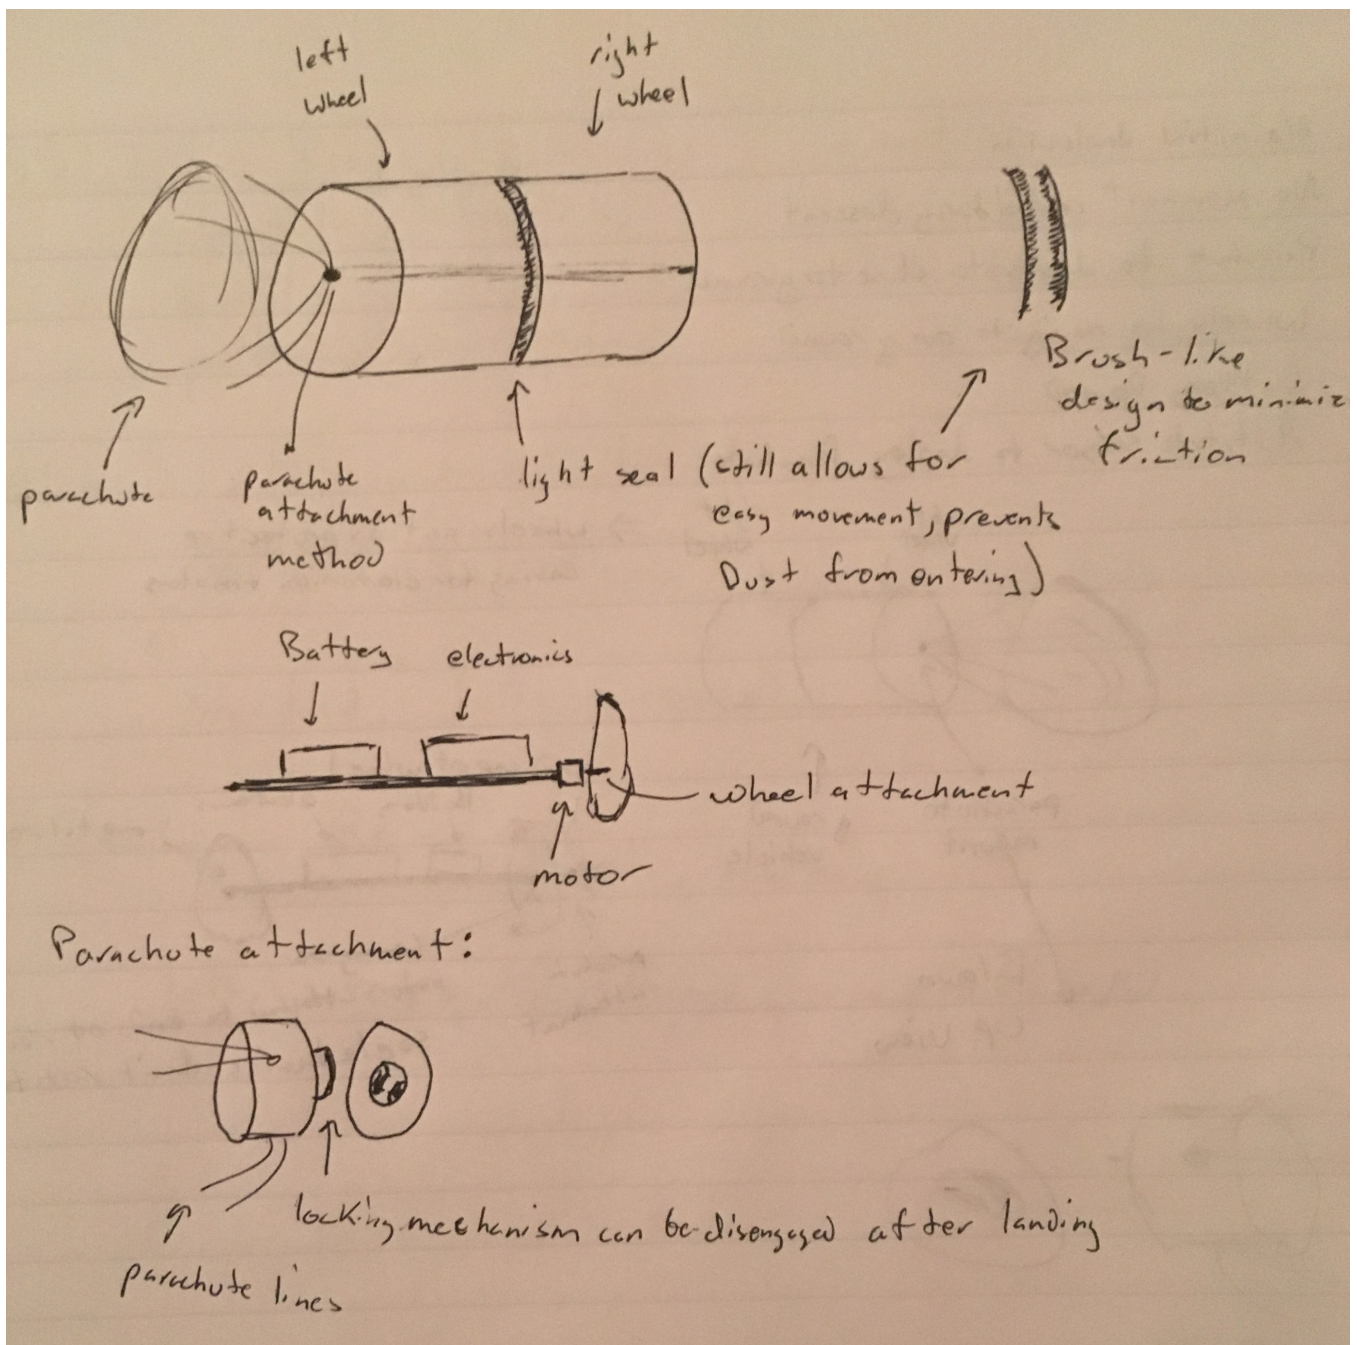 left
wheel
right
wheel
parachute
parachute
attachment
method
light seal (still allows for
easy movement, prevents
Dust from entering)
Brush-like
design to minimiz
friction
Battery
electronics
wheel attachment
motor
Parachute attachment:
locking mechanism can be disengaged after landing
parachute lines